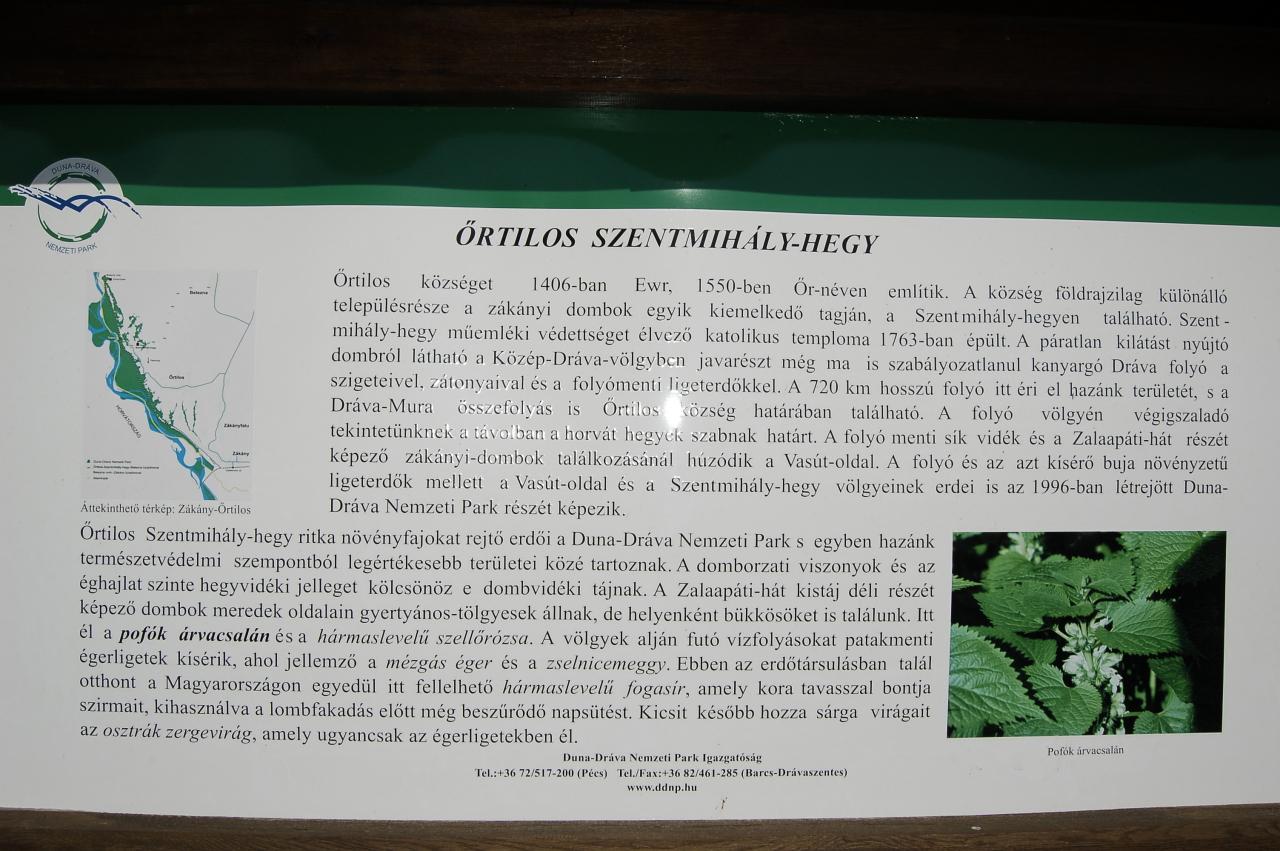 DUNA-DRÁVA
NEMZETI PARK
ŐRTILOS SZENTMIHÁLY-HEGY
Őrtilos községet 1406-ban Ewr, 1550-ben Őr-néven említik. A község földrajzilag különálló
településrésze a zákányi dombok egyik kiemelkedő tagján, a Szentmihály-hegyen található. Szent-
mihály-hegy műemléki védettséget élvező katolikus temploma 1763-ban épült. A páratlan kilátást nyújtó
dombról látható a Közép-Dráva-völgyben javarészt még ma is szabályozatlanul kanyargó Dráva folyó a
szigeteivel, zátonyaival és a folyómenti ligeterdőkkel. A 720 km hosszú folyó itt éri el hazánk területét, s a
Dráva-Mura összefolyás is Őrtilos község határában található. A folyó völgyén végigszaladó
tekintetünknek a távolban a horvát hegyek szabnak határt. A folyó menti sík vidék és a Zalaapáti-hát részét
képező zákányi-dombok találkozásánál húzódik a Vasút-oldal. A folyó és az azt kísérő buja növényzetű
ligeterdők mellett a Vasút-oldal és a Szentmihály-hegy völgyeinek erdei is az 1996-ban létrejött Duna-
Dráva Nemzeti Park részét képezik.
Belezna
Őrtilos
HORVÁTORSZÁG
Zákányfalu
Zákány
Áttekinthető térkép: Zákány-Őrtilos
Őrtilos Szentmihály-hegy ritka növényfajokat rejtő erdői a Duna-Dráva Nemzeti Park s egyben hazánk
természetvédelmi szempontból legértékesebb területei közé tartoznak. A domborzati viszonyok és az
éghajlat szinte hegyvidéki jelleget kölcsönöz e dombvidéki tájnak. A Zalaapáti-hát kistáj déli részét
képező dombok meredek oldalain gyertyános-tölgyesek állnak, de helyenként bükkösöket is találunk. Itt
él a pofók árvacsalán és a hármaslevelű szellőrózsa. A völgyek alján futó vízfolyásokat patakmenti
égerligetek kísérik, ahol jellemző a mézgás éger és a zselnicemeggy. Ebben az erdőtársulásban talál
otthont a Magyarországon egyedül itt fellelhető hármaslevelű fogasír, amely kora tavasszal bontja
szirmait, kihasználva a lombfakadás előtt még beszűrődő napsütést. Kicsit később hozza sárga virágait
az osztrák zergevirág, amely ugyancsak az égerligetekben él.
Pofók árvacsalán
Duna-Dráva Nemzeti Park Igazgatóság
Tel.:+36 72/517-200 (Pécs) Tel./Fax:+36 82/461-285 (Barcs-Drávaszentes)
www.ddnp.hu